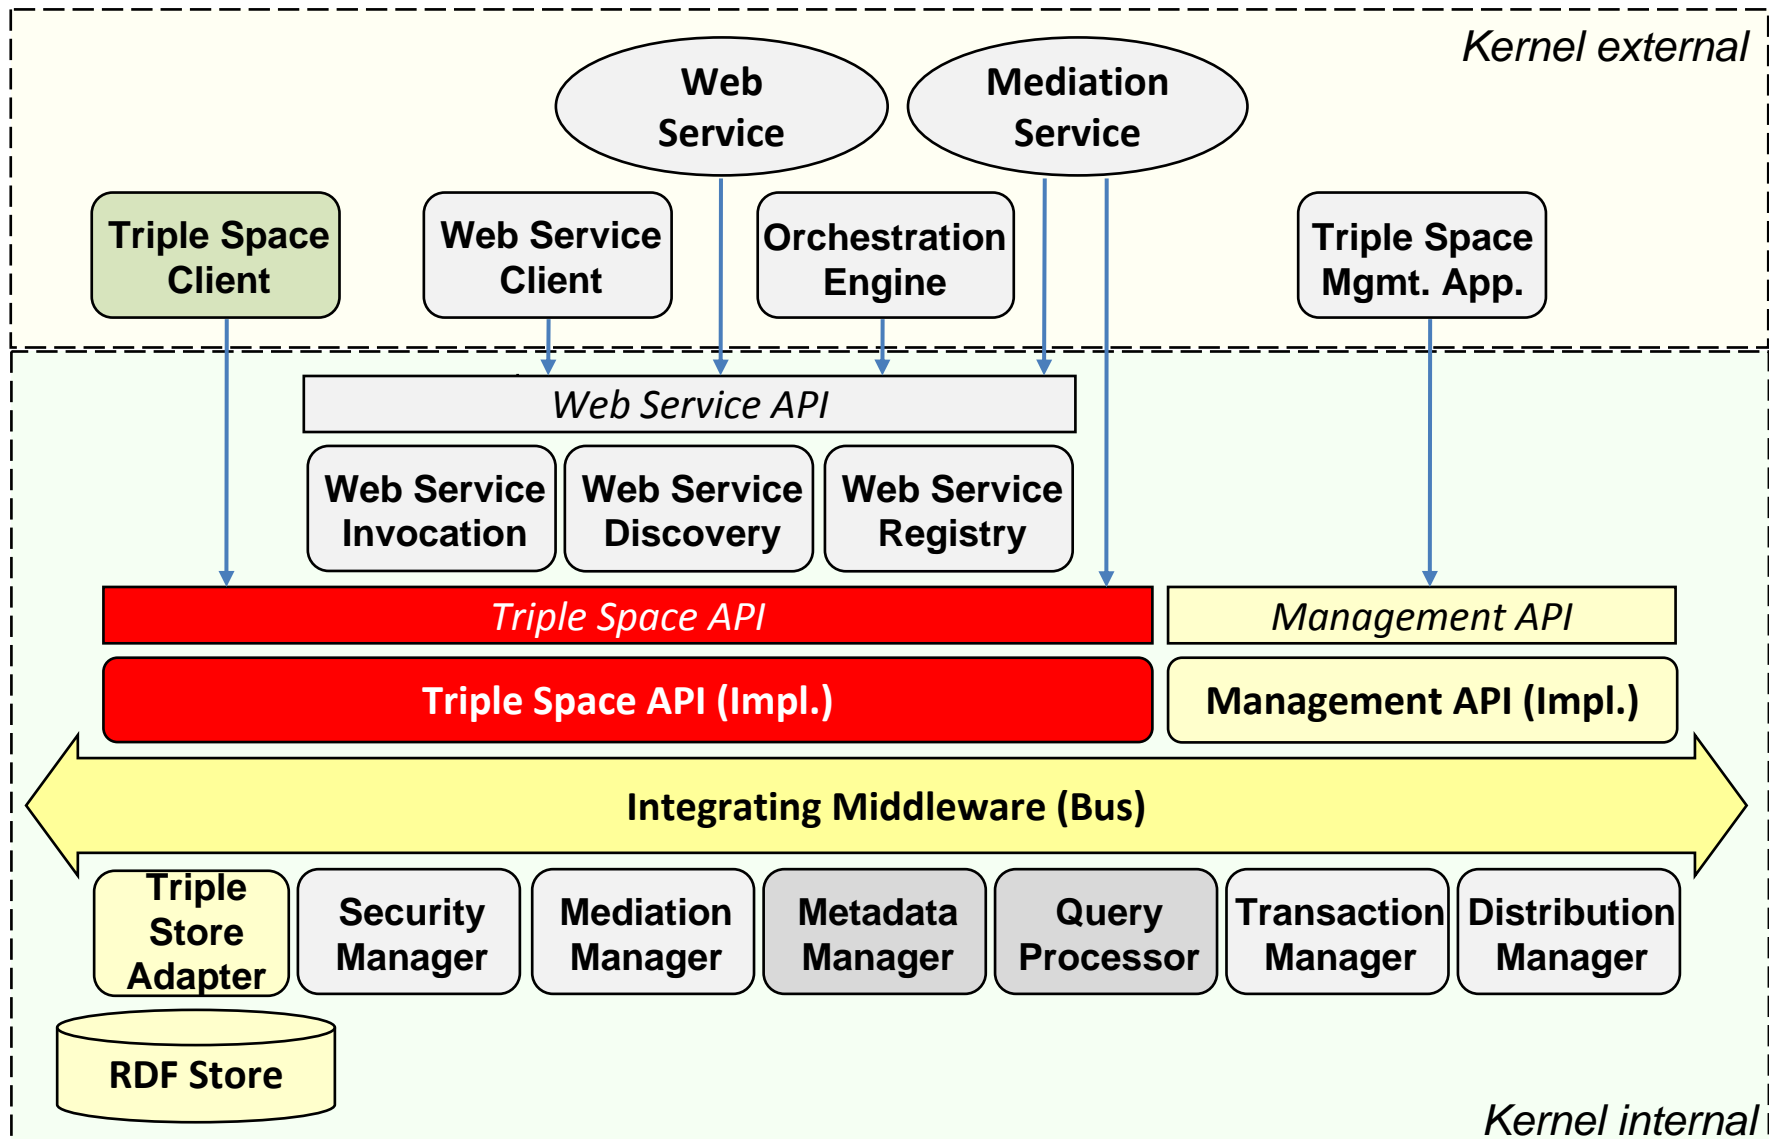 Kernel external
Web
Service
Mediation
Service
Triple Space
Client
Web Service
Client
Orchestration
Engine
Triple Space
Mgmt. App.
Web Service API
Web Service
Invocation
Web Service
Discovery
Web Service
Registry
Triple Space API
Management API
Triple Space API (Impl.)
Management API (Impl.)
Integrating Middleware (Bus)
Triple
Store
Adapter
Security
Manager
Mediation
Manager
Metadata
Manager
Query
Processor
Transaction
Manager
Distribution
Manager
RDF Store
Kernel internal